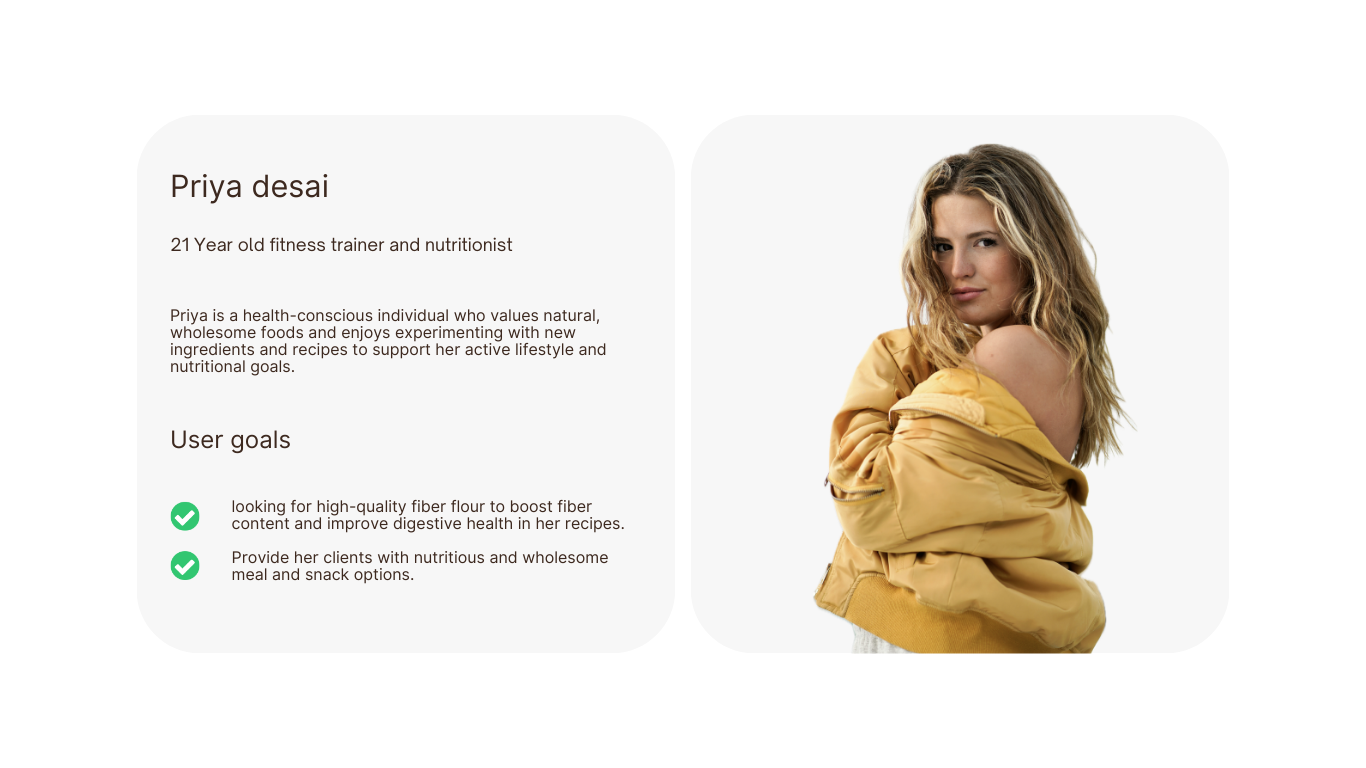 Priya desai
21 Year old fitness trainer and nutritionist
Priya is a health-conscious individual who values natural,
wholesome foods and enjoys experimenting with new
ingredients and recipes to support her active lifestyle and
nutritional goals.
User goals
looking for high-quality fiber flour to boost fiber
content and improve digestive health in her recipes.
Provide her clients with nutritious and wholesome
meal and snack options.